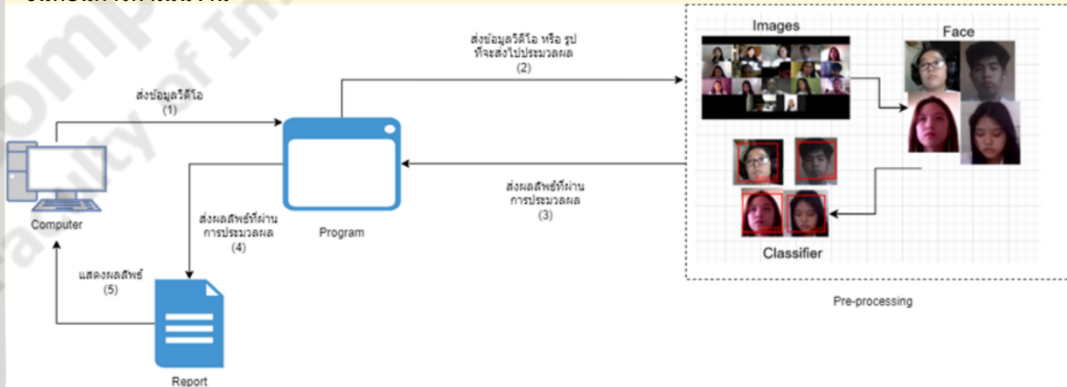 Images
Face
ส่งข้อมูลวิดีโอ หรือ รูป
ที่จะส่งไปประมวลผล
(2)
ส่งข้อมูลวิดีโอ
(1)
ส่งผลลัพธ์ที่ผ่าน
การประมวลผล
(3)
Computer
ส่งผลลัพธ์ที่ผ่าน
การประมวลผล
(4)
Program
Classifier
แสดงผลลัพธ์
(5)
Pre-processing
Report